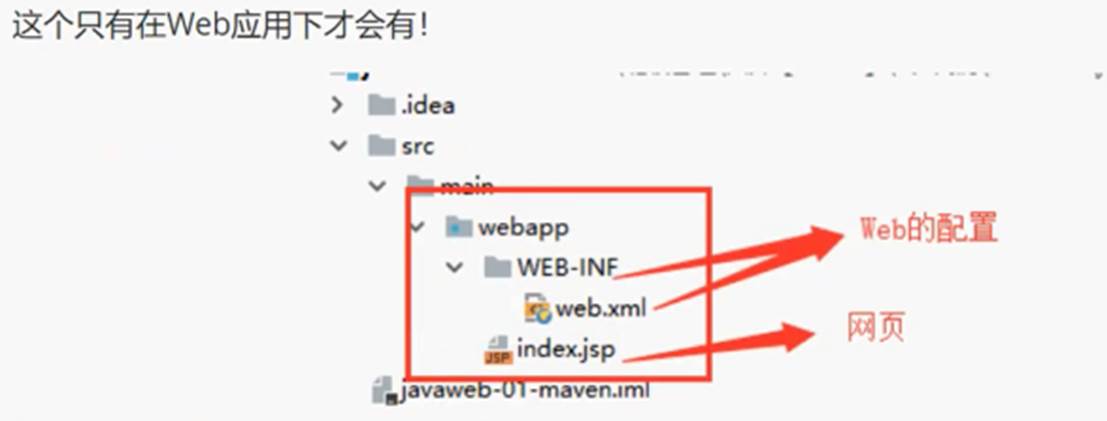 这个只有在Web应用下才会有！
.idea
src
main
webapp
Web的配置
WEB-INF
web.xml
网页
index.jsp
JSP
javaweb-01-maven.iml